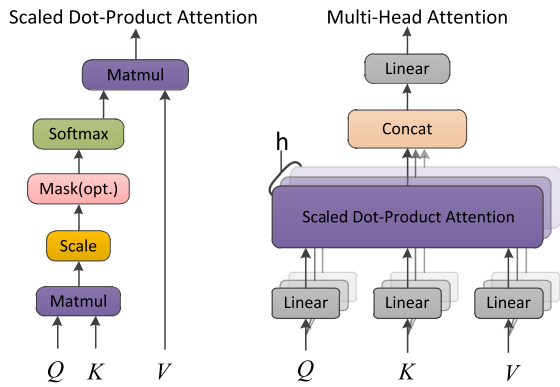 Scaled Dot-Product Attention
Matmul
Softmax
Mask(opt.)
Scale
Matmul
Q K V
Multi-Head Attention
Linear
Concat
h
Scaled Dot-Product Attention
Linear Linear Linear
Q K V